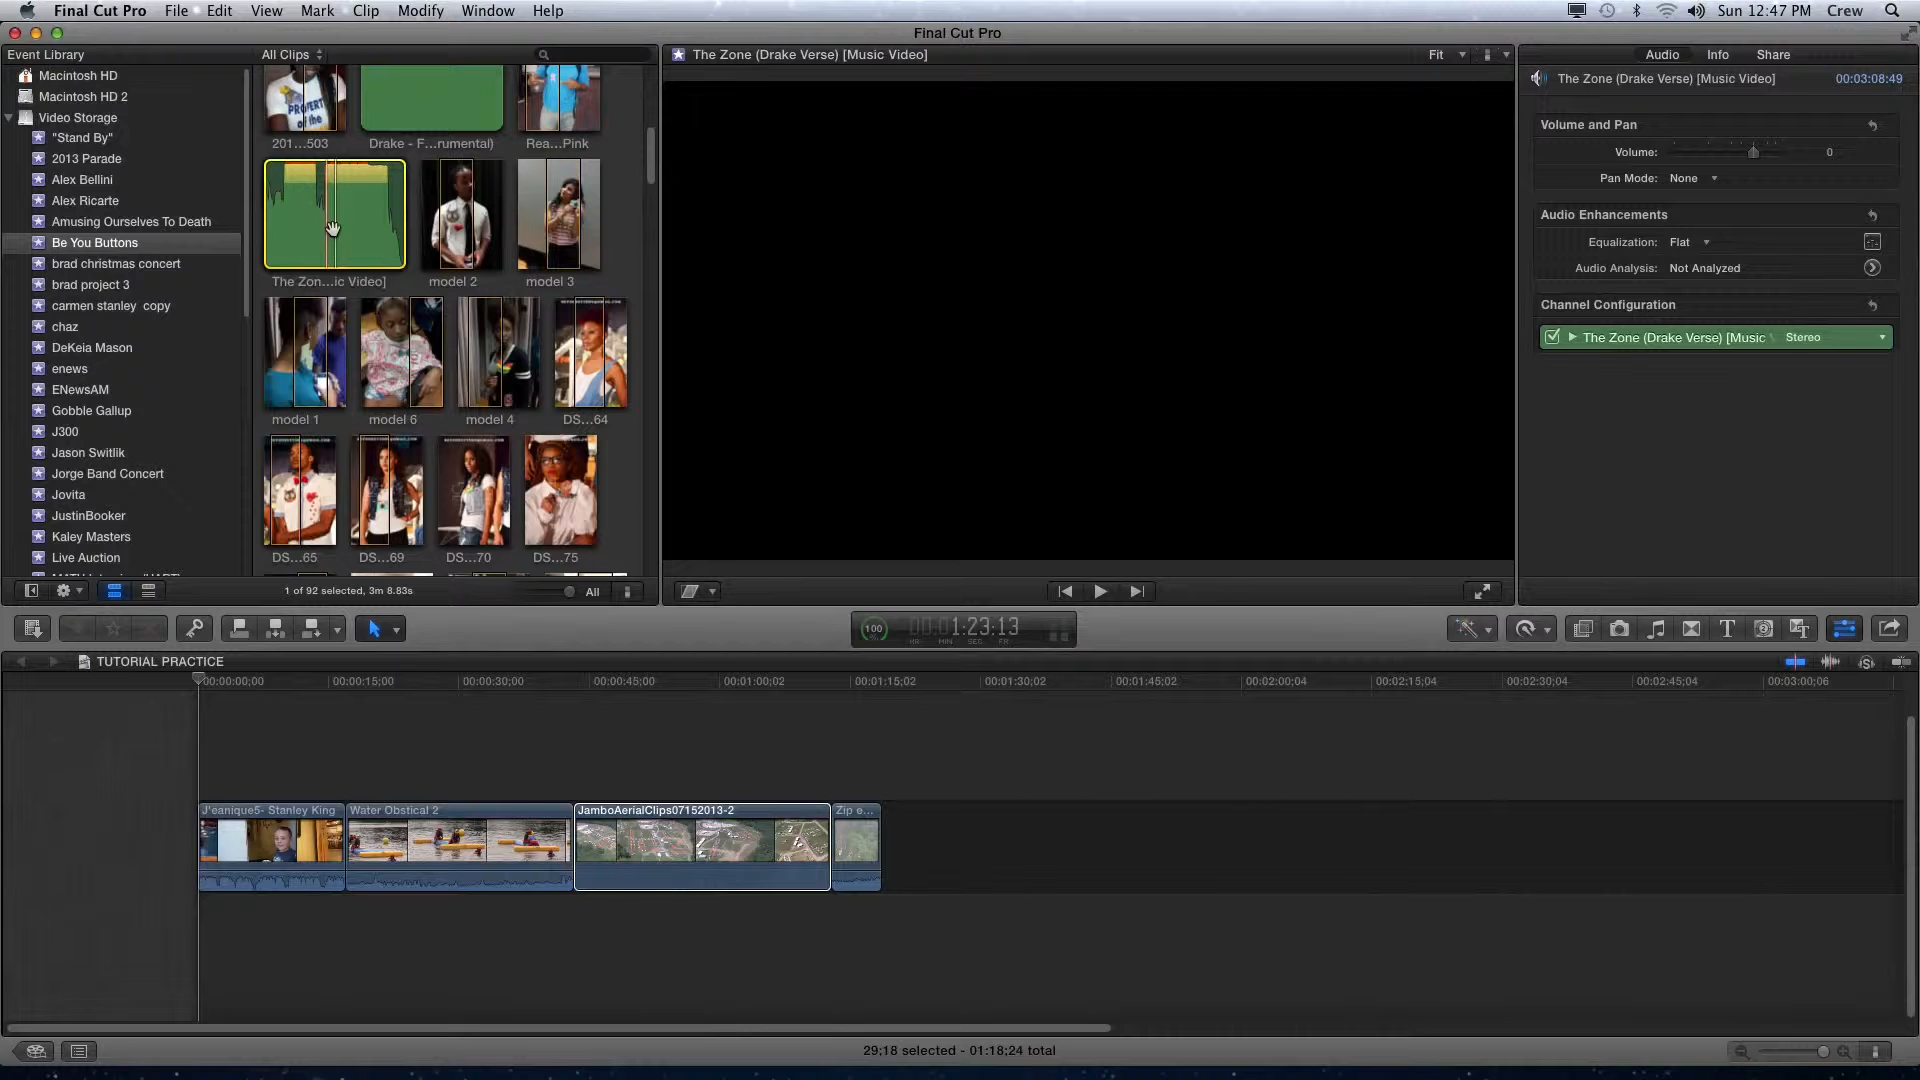 Final Cut Pro File Edit View Mark Clip Modify Window Help Sun 12:47 PM Crew
Final Cut Pro
Event Library
All Clips
The Zone (Drake Verse) [Music Video]
Fit
Audio Info Share
Macintosh HD
Macintosh HD 2
Video Storage
"Stand By"
2013 Parade
Alex Bellini
Alex Ricarte
Amusing Ourselves To Death
Be You Buttons
brad christmas concert
brad project 3
carmen stanley copy
chaz
DeKeia Mason
enews
ENewsAM
Gobble Gallup
J300
Jason Switlik
Jorge Band Concert
Jovita
JustinBooker
Kaley Masters
Live Auction
201...503
Drake - F...rumental)
Rea...Pink
The Zon...ic Video]
model 2
model 3
model 1
model 6
model 4
DS...64
DS...65
DS...69
DS...70
DS...75
1 of 92 selected, 3m 8.83s
All
The Zone (Drake Verse) [Music Video] 00:03:08:49
Volume and Pan
Volume: 0
Pan Mode: None
Audio Enhancements
Equalization: Flat
Audio Analysis: Not Analyzed
Channel Configuration
The Zone (Drake Verse) [Music Stereo
100 1:23:13
HR MIN SEC FR
TUTORIAL PRACTICE
00:00:00;00 00:00:15;00 00:00:30;00 00:00:45;00 00:01:00;02 00:01:15;02 00:01:30;02 00:01:45;02 00:02:00;04 00:02:15;04 00:02:30;04 00:02:45;04 00:03:00;06
J'eanique5- Stanley King
Water Obstical 2
JamboAerialClips07152013-2
Zip e...
29;18 selected - 01:18;24 total